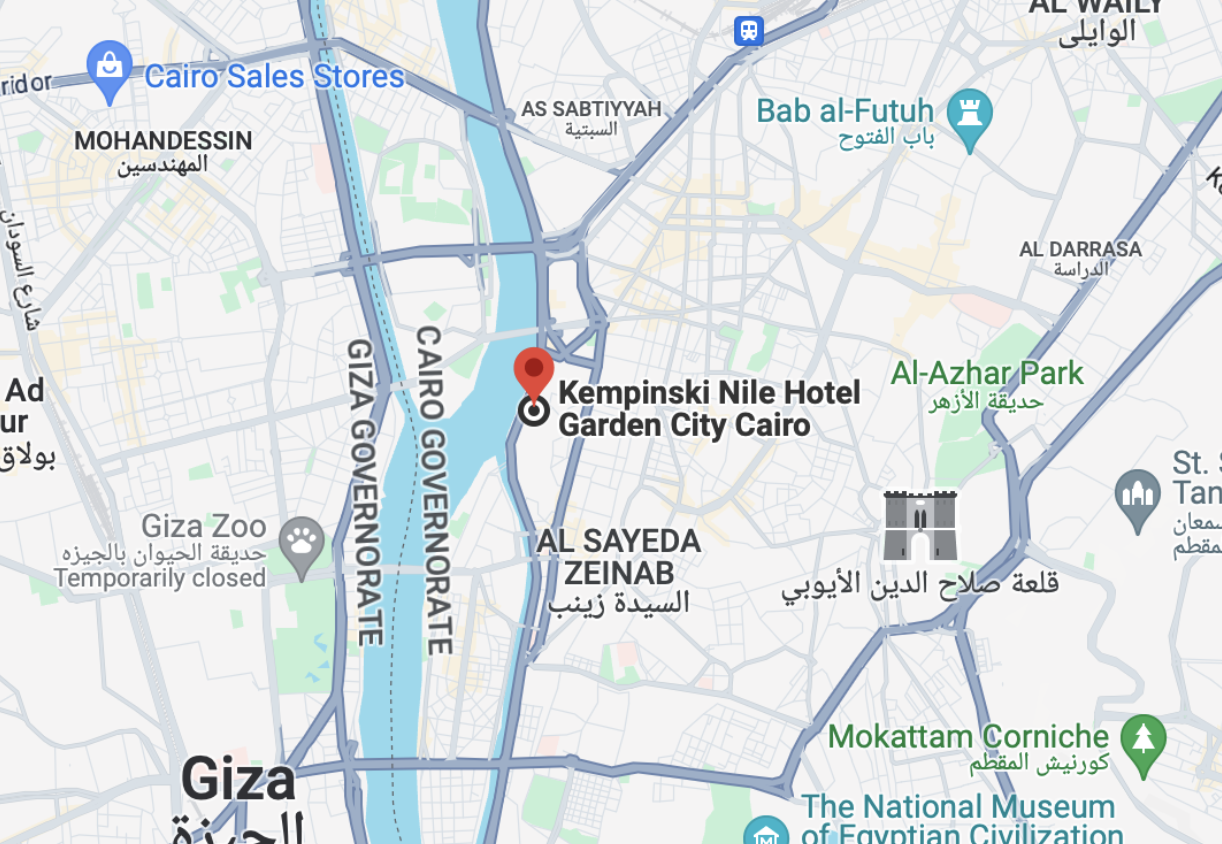 AL WAILY
الوايلى
ridor
Cairo Sales Stores
AS SABTIYYAH
السبتية
Bab al-Futuh
باب الفتوح
MOHANDESSIN
المهندسين
شارع السودان
AL DARRASA
الدراسة
GIZA GOVERNORATE
CAIRO GOVERNORATE
Al-Azhar Park
حديقة الأزهر
Kempinski Nile Hotel
Garden City Cairo
Ad
ur
بولاق
St. S
Tan
سمعان
المقطم
Giza Zoo
حديقة الحيوان بالجيزه
Temporarily closed
AL SAYEDA
ZEINAB
السيدة زينب
قلعة صلاح الدين الأيوبي
Mokattam Corniche
كورنيش المقطم
Giza
الجيزة
The National Museum
of Egyptian Civilization